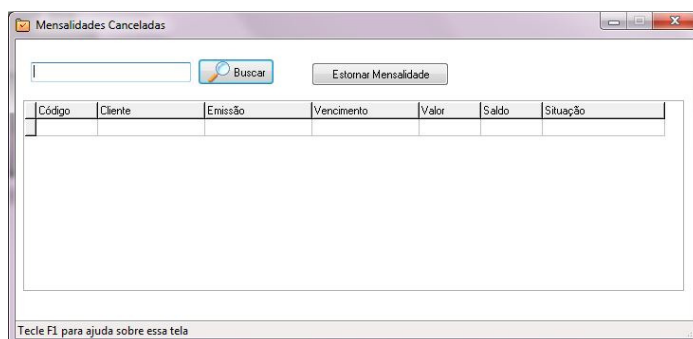 Mensalidades Canceladas
Buscar Estornar Mensalidade
Código Cliente Emissão Vencimento Valor Saldo Situação
Tecle F1 para ajuda sobre essa tela